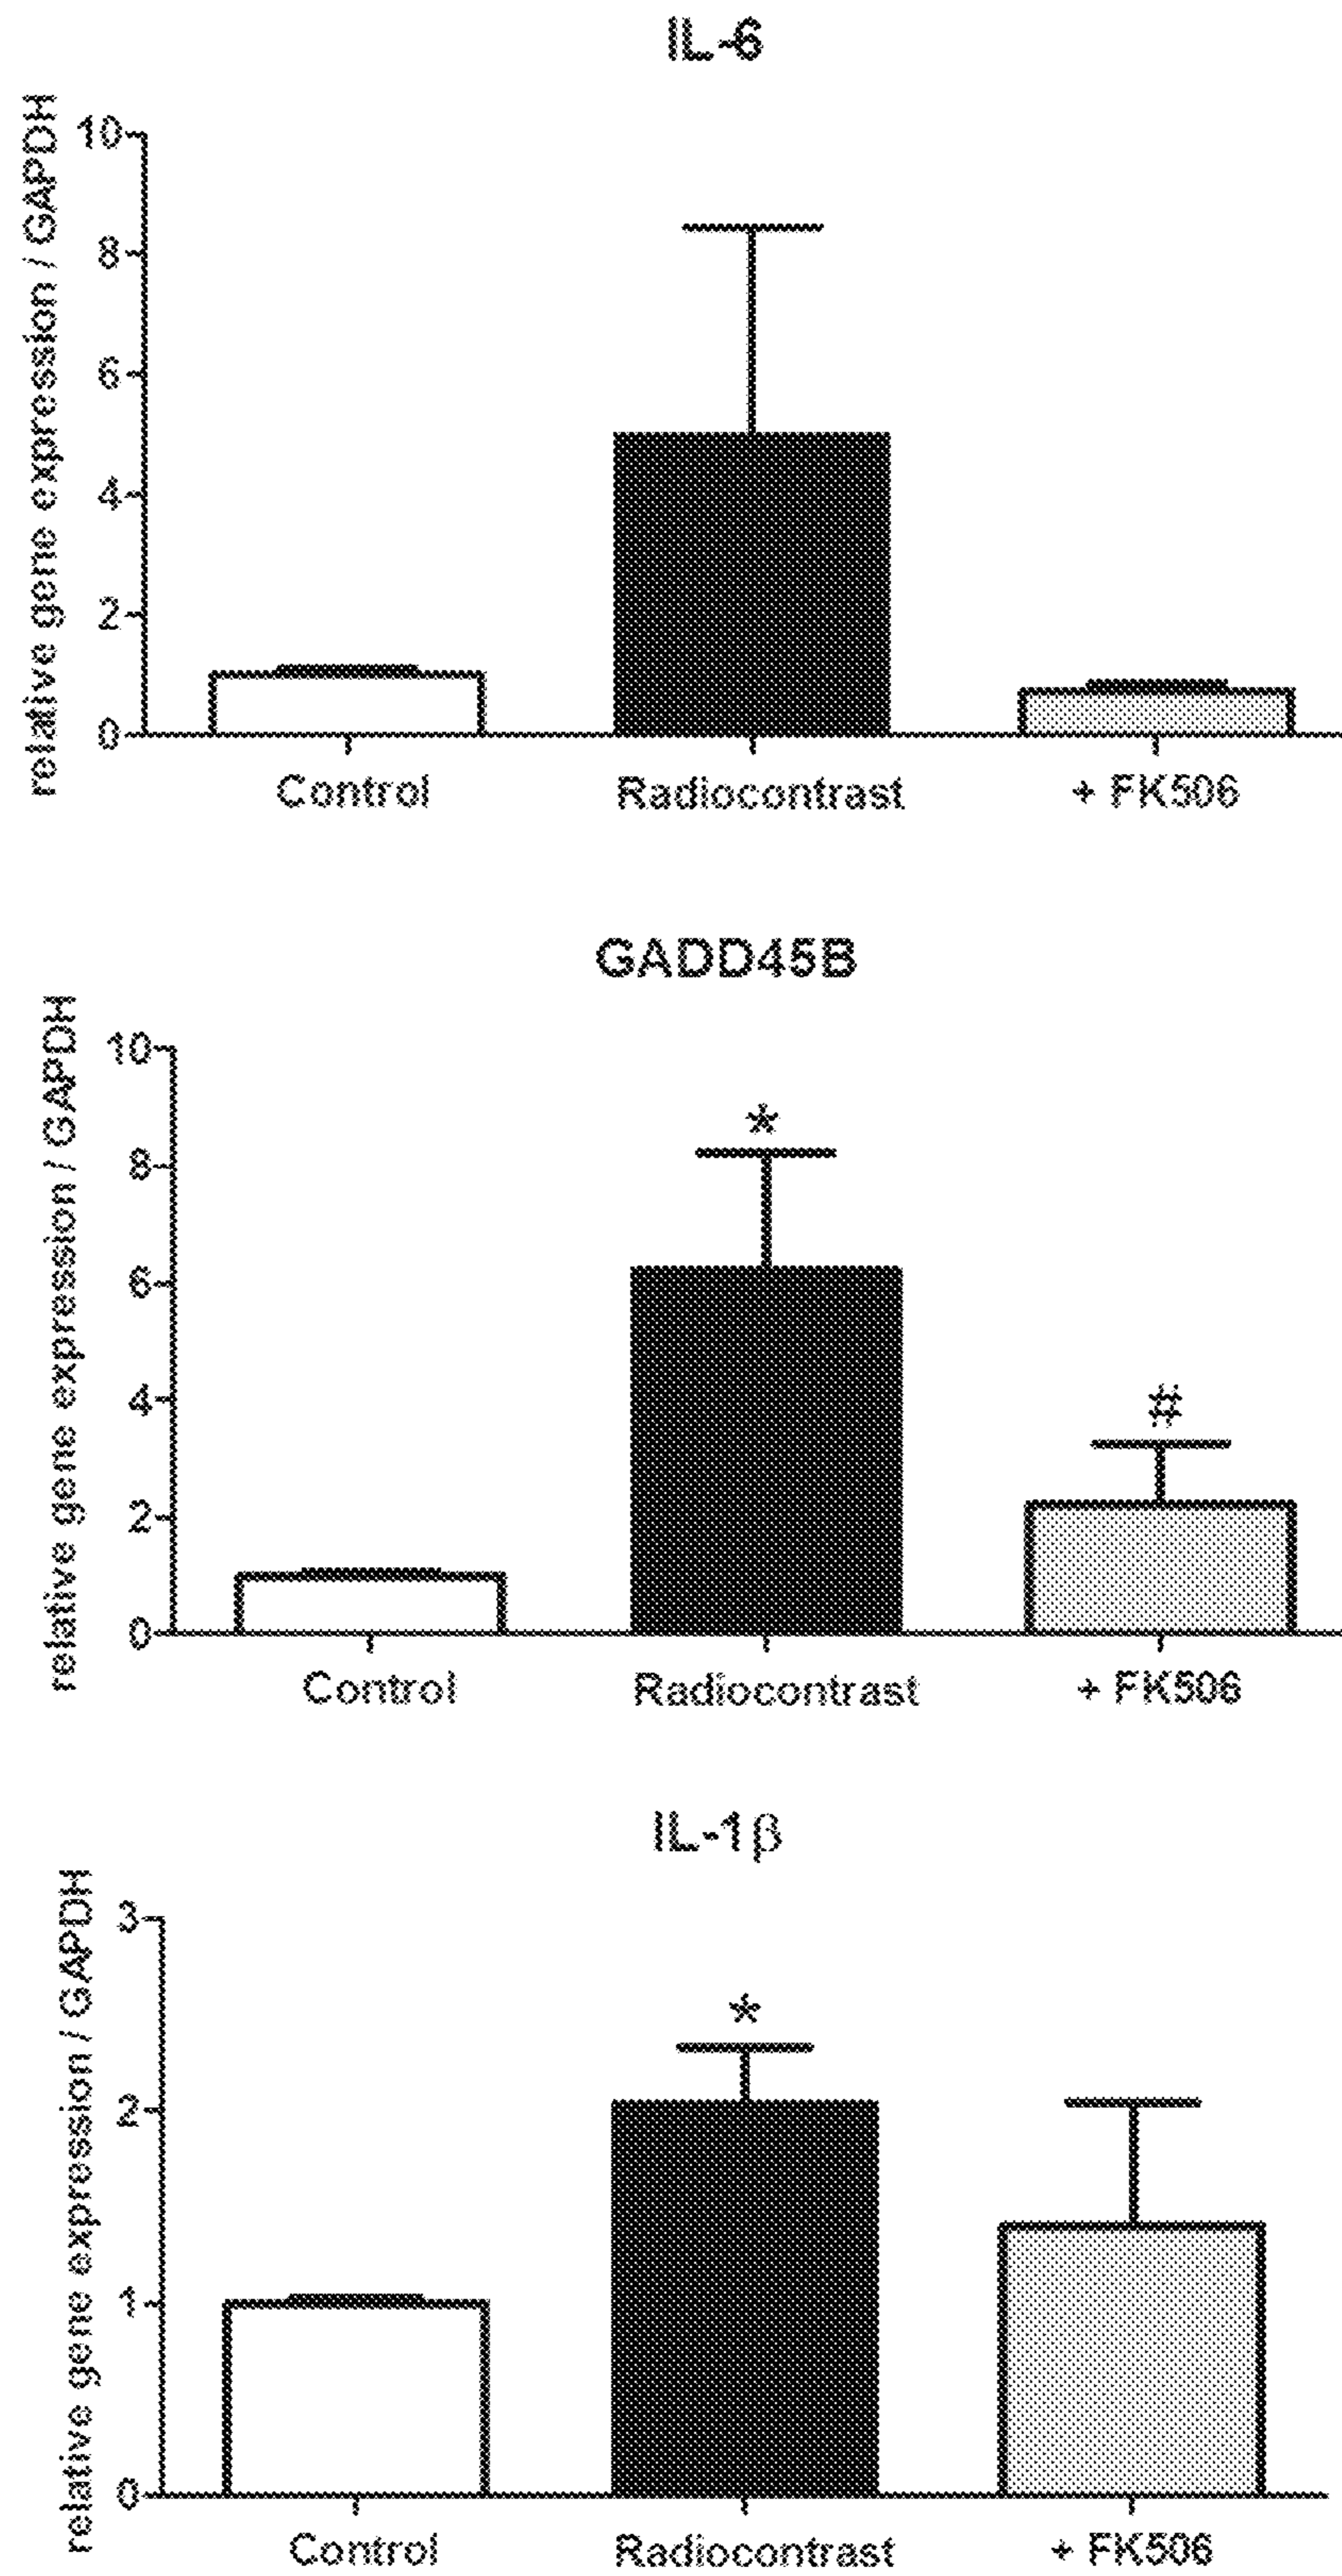 IL-6
relative gene expression / GAPDH
10
8
6
4
2
0
Control Radiocontrast + FK506
GADD45B
relative gene expression / GAPDH
10
8
6
4
2
0
*
#
Control Radiocontrast + FK506
IL-1β
relative gene expression / GAPDH
3
2
1
0
*
Control Radiocontrast + FK506